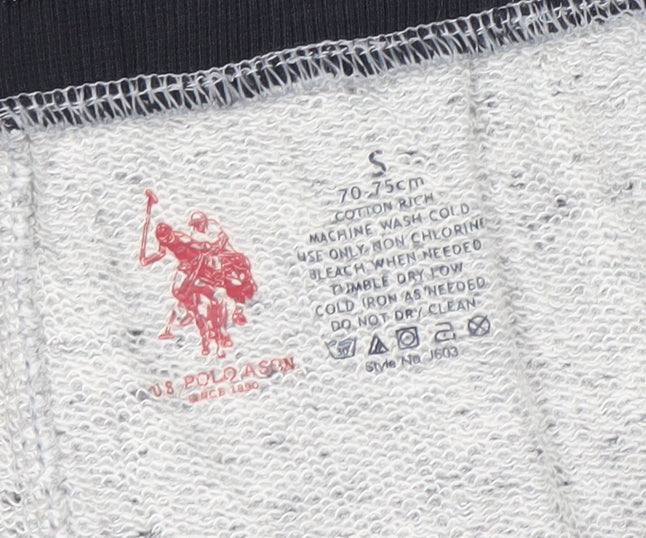 S
70-75cm
COTTON RICH
MACHINE WASH COLD
USE ONLY NON CHLORINE
BLEACH WHEN NEEDED
TUMBLE DRY LOW
COLD IRON AS NEEDED
DO NOT DRY CLEAN
30
Style No J603
U.S. POLO ASSN
SINCE 1890